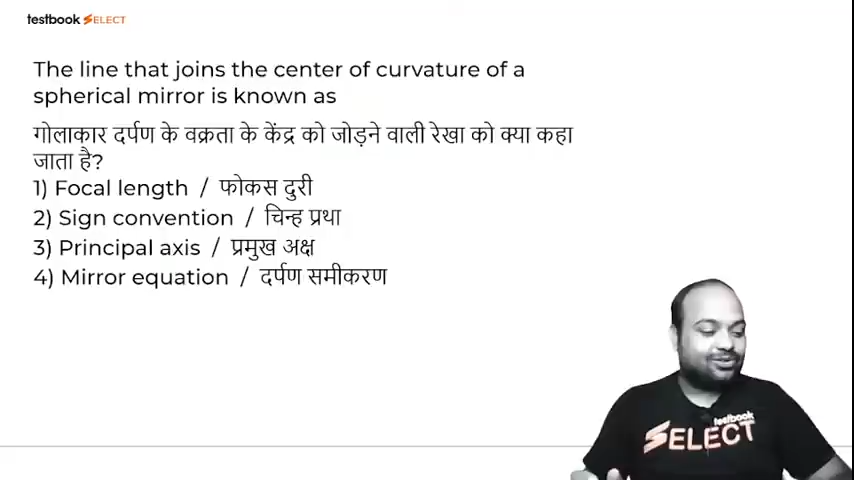 testbook SELECT
The line that joins the center of curvature of a
spherical mirror is known as
गोलाकार दर्पण के वक्रता के केंद्र को जोड़ने वाली रेखा को क्या कहा
जाता है?
1) Focal length / फोकस दुरी
2) Sign convention / चिन्ह प्रथा
3) Principal axis / प्रमुख अक्ष
4) Mirror equation / दर्पण समीकरण
testbook
SELECT